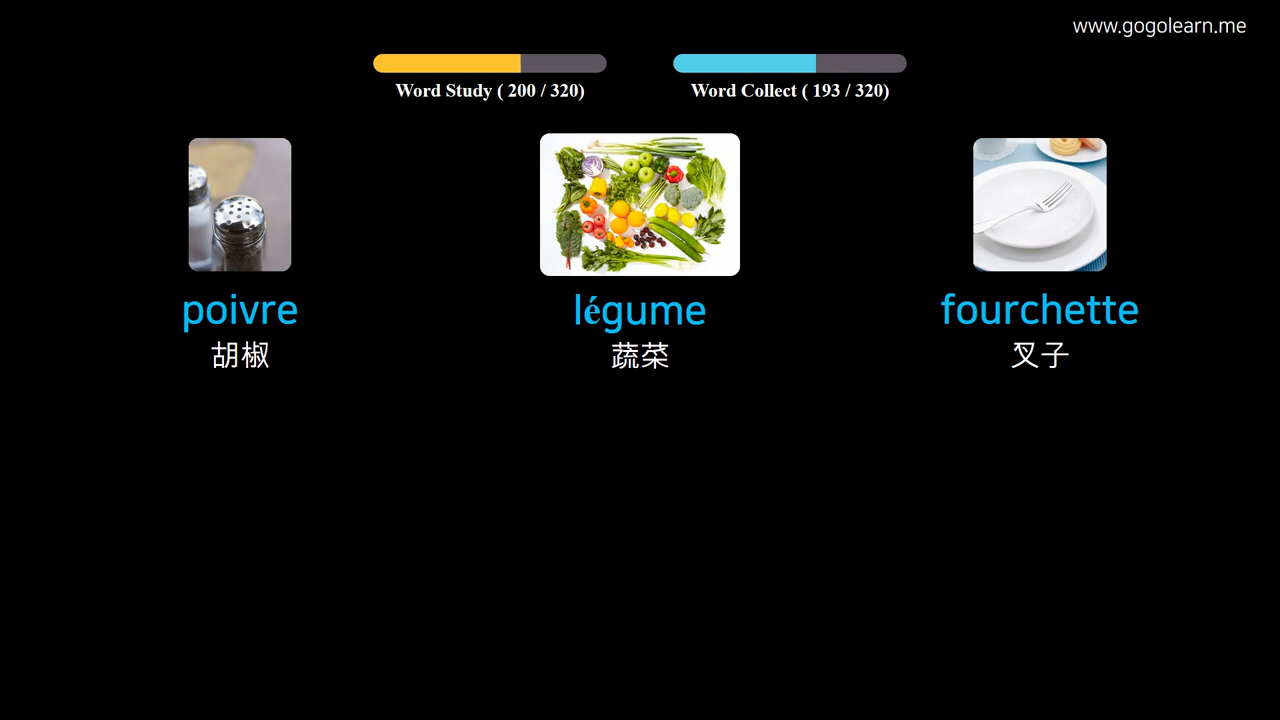 www.gogolearn.me
Word Study ( 200 / 320)
Word Collect ( 193 / 320)
poivre
légume
fourchette
胡椒
蔬菜
叉子